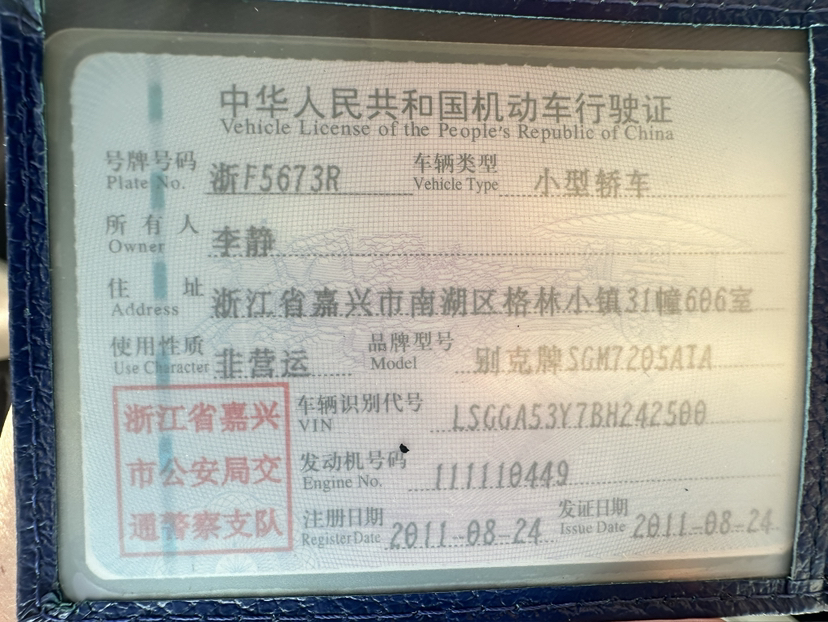 中华人民共和国机动车行驶证
Vehicle License of the People's Republic of China
号牌号码 浙F5673R 车辆类型 小型轿车
Plate No. Vehicle Type
所有人 李静
Owner
住址 浙江省嘉兴市南湖区格林小镇31幢606室
Address
使用性质 非营运 品牌型号 别克牌SGM7205ATA
Use Character Model
浙江省嘉兴
市公安局交
通警察支队
车辆识别代号 LSGGA53Y7BH242500
VIN
发动机号码 111110449
Engine No.
注册日期 2011-08-24 发证日期 2011-08-24
Register Date Issue Date